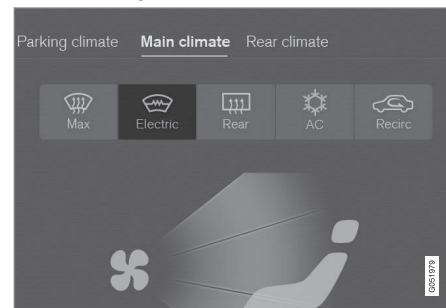 Parking climate Main climate Rear climate
Max Electric Rear AC Recirc
G051979